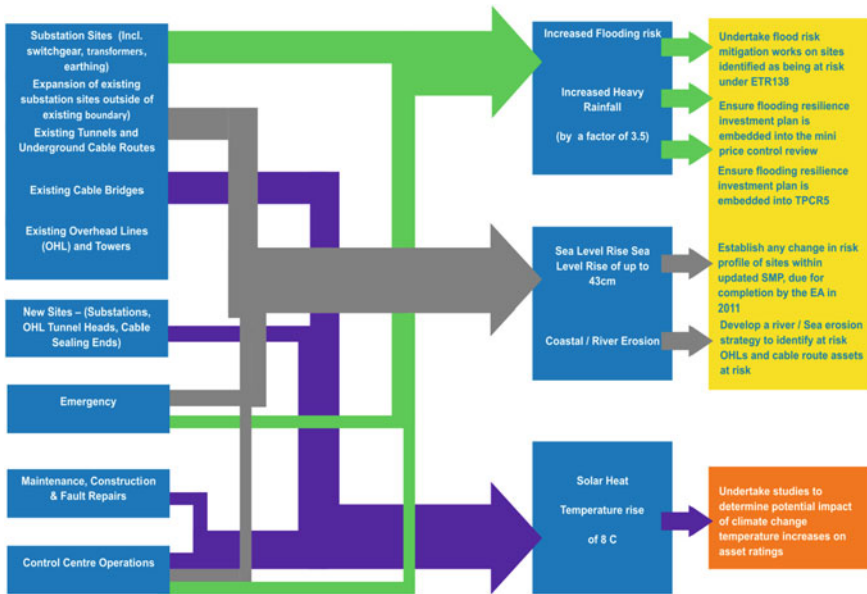 Substation Sites (Incl.
switchgear, transformers,
earthing)
Expansion of existing
substation sites outside of
existing boundary)
Existing Tunnels and
Underground Cable Routes
Existing Cable Bridges
Existing Overhead Lines
(OHL) and Towers
New Sites – (Substations,
OHL Tunnel Heads, Cable
Sealing Ends)
Emergency
Maintenance, Construction
& Fault Repairs
Control Centre Operations
Increased Flooding risk
Increased Heavy
Rainfall
(by a factor of 3.5)
Sea Level Rise Sea
Level Rise of up to
43cm
Coastal / River Erosion
Solar Heat
Temperature rise
of 8 C
Undertake flood risk
mitigation works on sites
identified as being at risk
under ETR138
Ensure flooding resilience
investment plan is
embedded into the mini
price control review
Ensure flooding resilience
investment plan is
embedded into TPCR5
Establish any change in risk
profile of sites within
updated SMP, due for
completion by the EA in
2011
Develop a river / Sea erosion
strategy to identify at risk
OHLs and cable route assets
at risk
Undertake studies to
determine potential impact
of climate change
temperature increases on
asset ratings